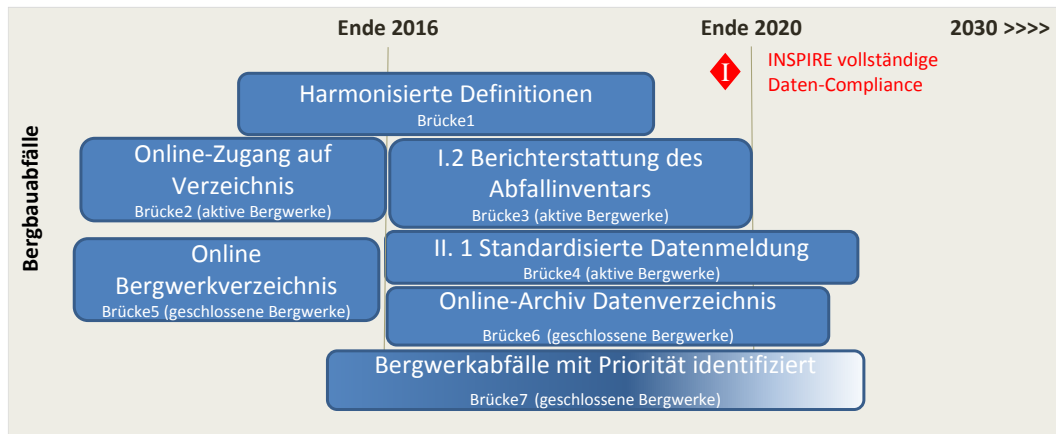 Ende 2016
Ende 2020
2030 >>>>
I
INSPIRE vollständige
Daten-Compliance
Bergbauabfälle
Harmonisierte Definitionen
Brücke1
Online-Zugang auf
Verzeichnis
Brücke2 (aktive Bergwerke)
I.2 Berichterstattung des
Abfallinventars
Brücke3 (aktive Bergwerke)
II. 1 Standardisierte Datenmeldung
Brücke4 (aktive Bergwerke)
Online
Bergwerkverzeichnis
Brücke5 (geschlossene Bergwerke)
Online-Archiv Datenverzeichnis
Brücke6 (geschlossene Bergwerke)
Bergwerkabfälle mit Priorität identifiziert
Brücke7 (geschlossene Bergwerke)